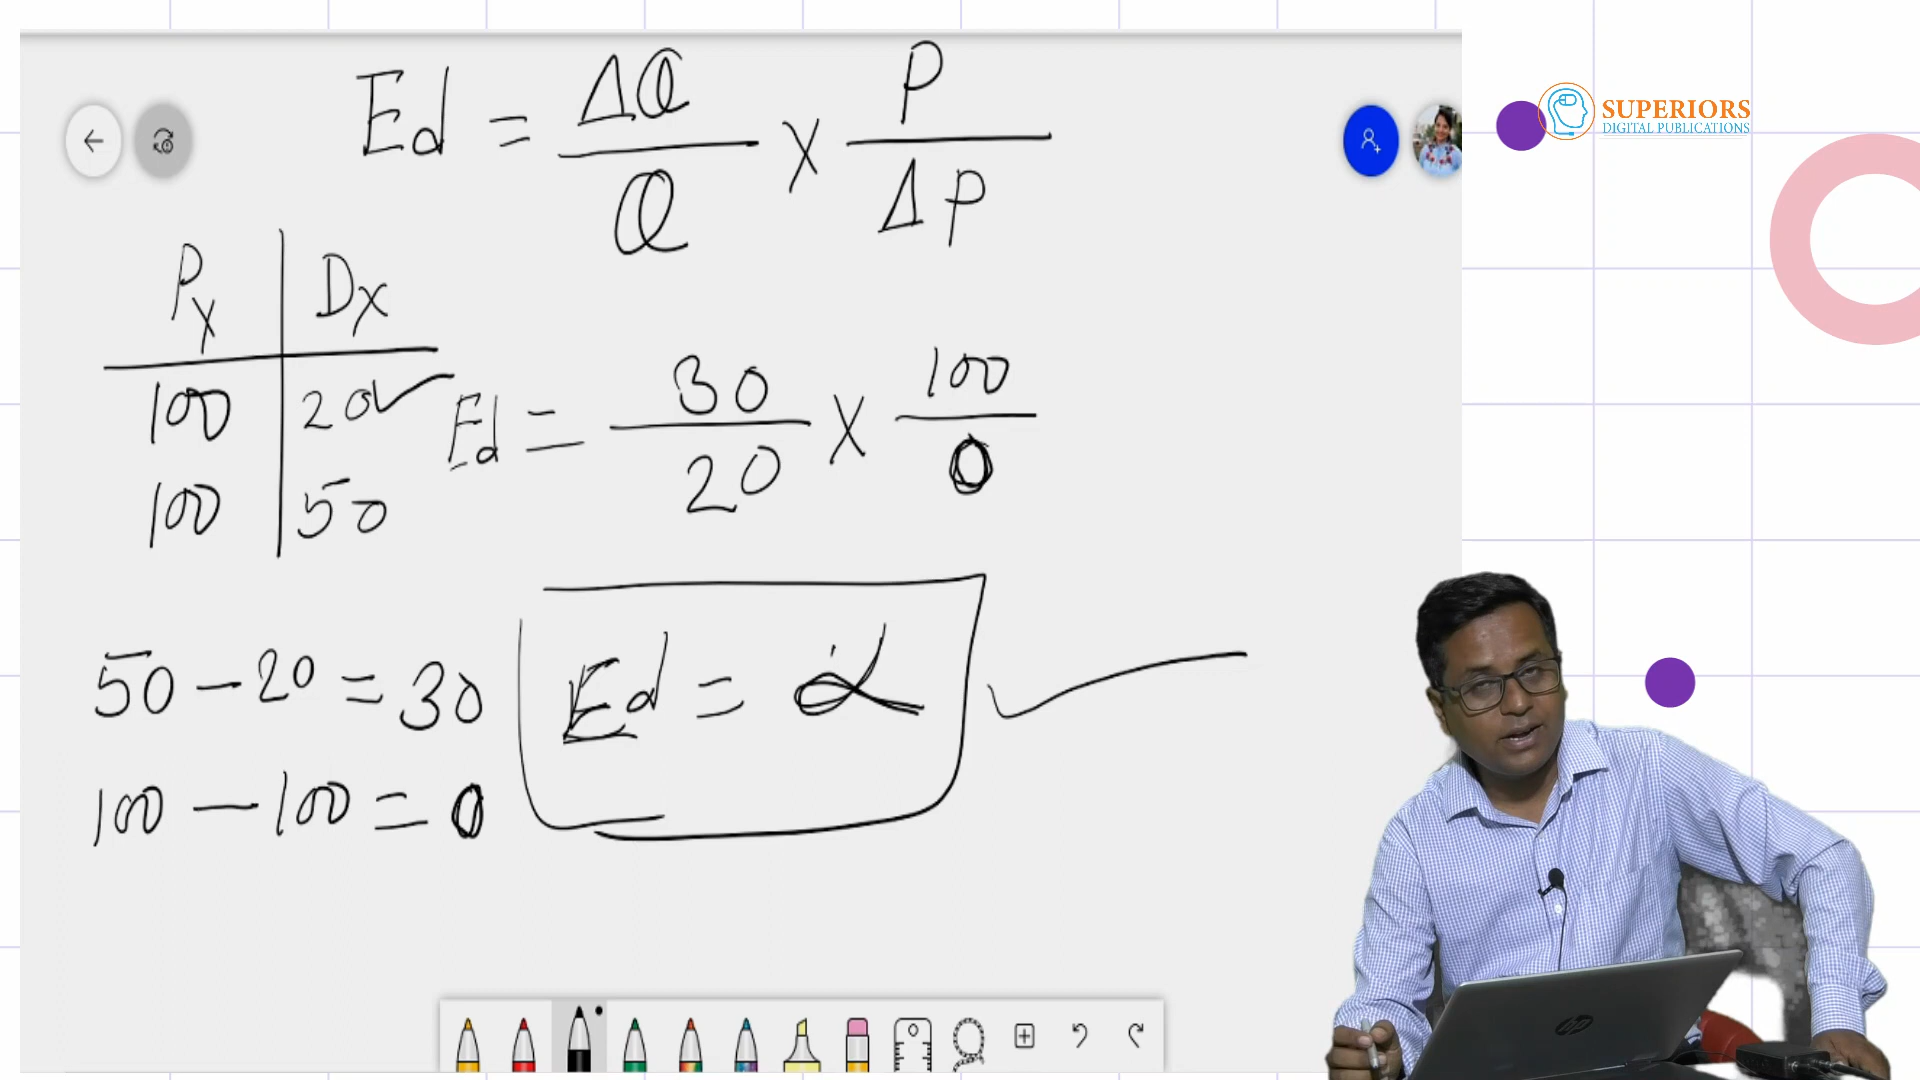 Ed = ΔQ / Q X P / ΔP
SUPERIORS
DIGITAL PUBLICATIONS
Px | Dx
100 | 20
100 | 50
Ed = 30 / 20 X 100 / 0
50 - 20 = 30
100 - 100 = 0
Ed = α
hp